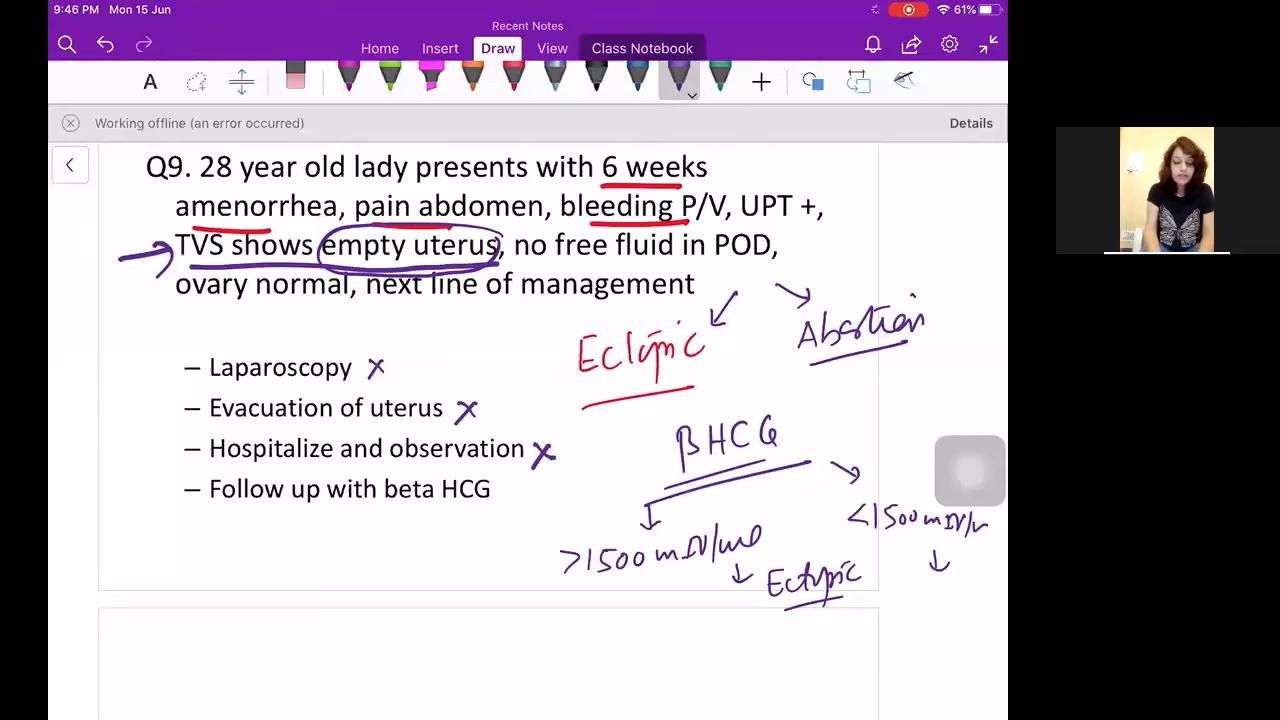 9:46 PM Mon 15 Jun
61%
Recent Notes
Home Insert Draw View Class Notebook
A
Working offline (an error occurred)
Details
Q9. 28 year old lady presents with 6 weeks
amenorrhea, pain abdomen, bleeding P/V, UPT +,
TVS shows empty uterus, no free fluid in POD,
ovary normal, next line of management
Ectopic
Abortion
– Laparoscopy x
– Evacuation of uterus x
– Hospitalize and observation x
– Follow up with beta HCG
βHCG
>1500 mIU/ml
<1500 mIU/
Ectopic